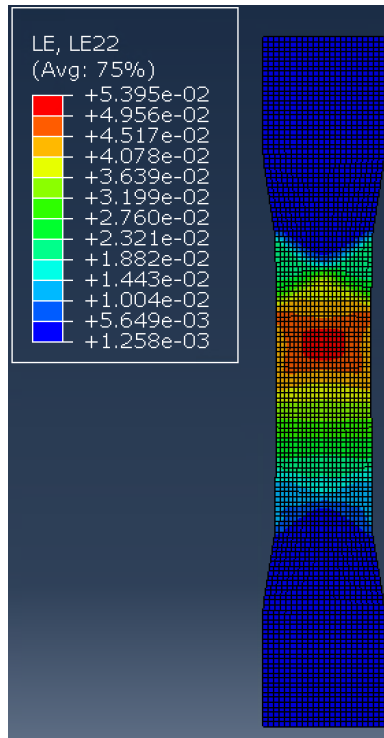 LE, LE22
(Avg: 75%)
+5.395e-02
+4.956e-02
+4.517e-02
+4.078e-02
+3.639e-02
+3.199e-02
+2.760e-02
+2.321e-02
+1.882e-02
+1.443e-02
+1.004e-02
+5.649e-03
+1.258e-03